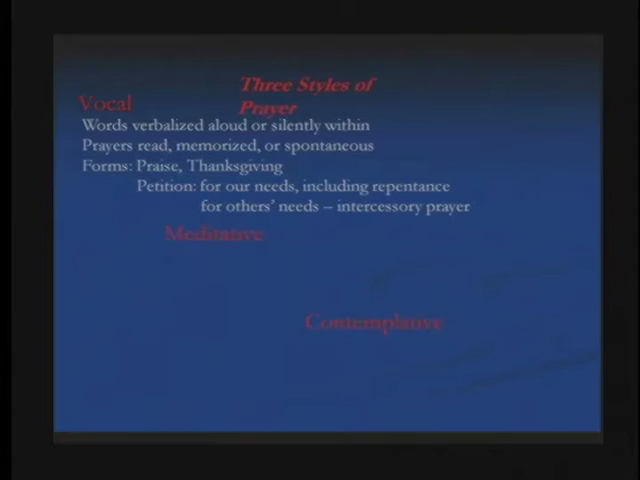 Three Styles of
Prayer
Vocal
Words verbalized aloud or silently within
Prayers read, memorized, or spontaneous
Forms: Praise, Thanksgiving
Petition: for our needs, including repentance
for others' needs – intercessory prayer
Meditative
Contemplative